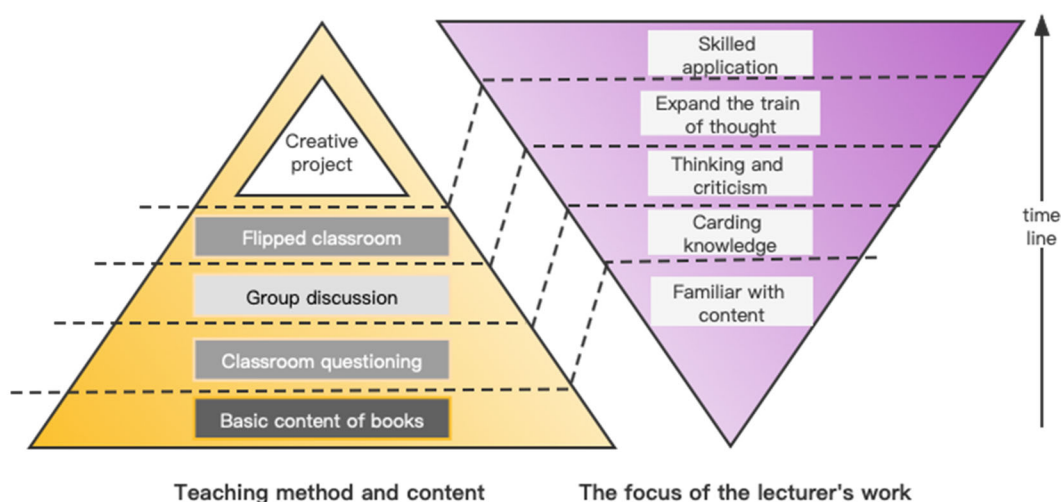 Creative
project
Flipped classroom
Group discussion
Classroom questioning
Basic content of books
Teaching method and content
Skilled
application
Expand the train
of thought
Thinking and
criticism
Carding
knowledge
Familiar with
content
The focus of the lecturer's work
time
line